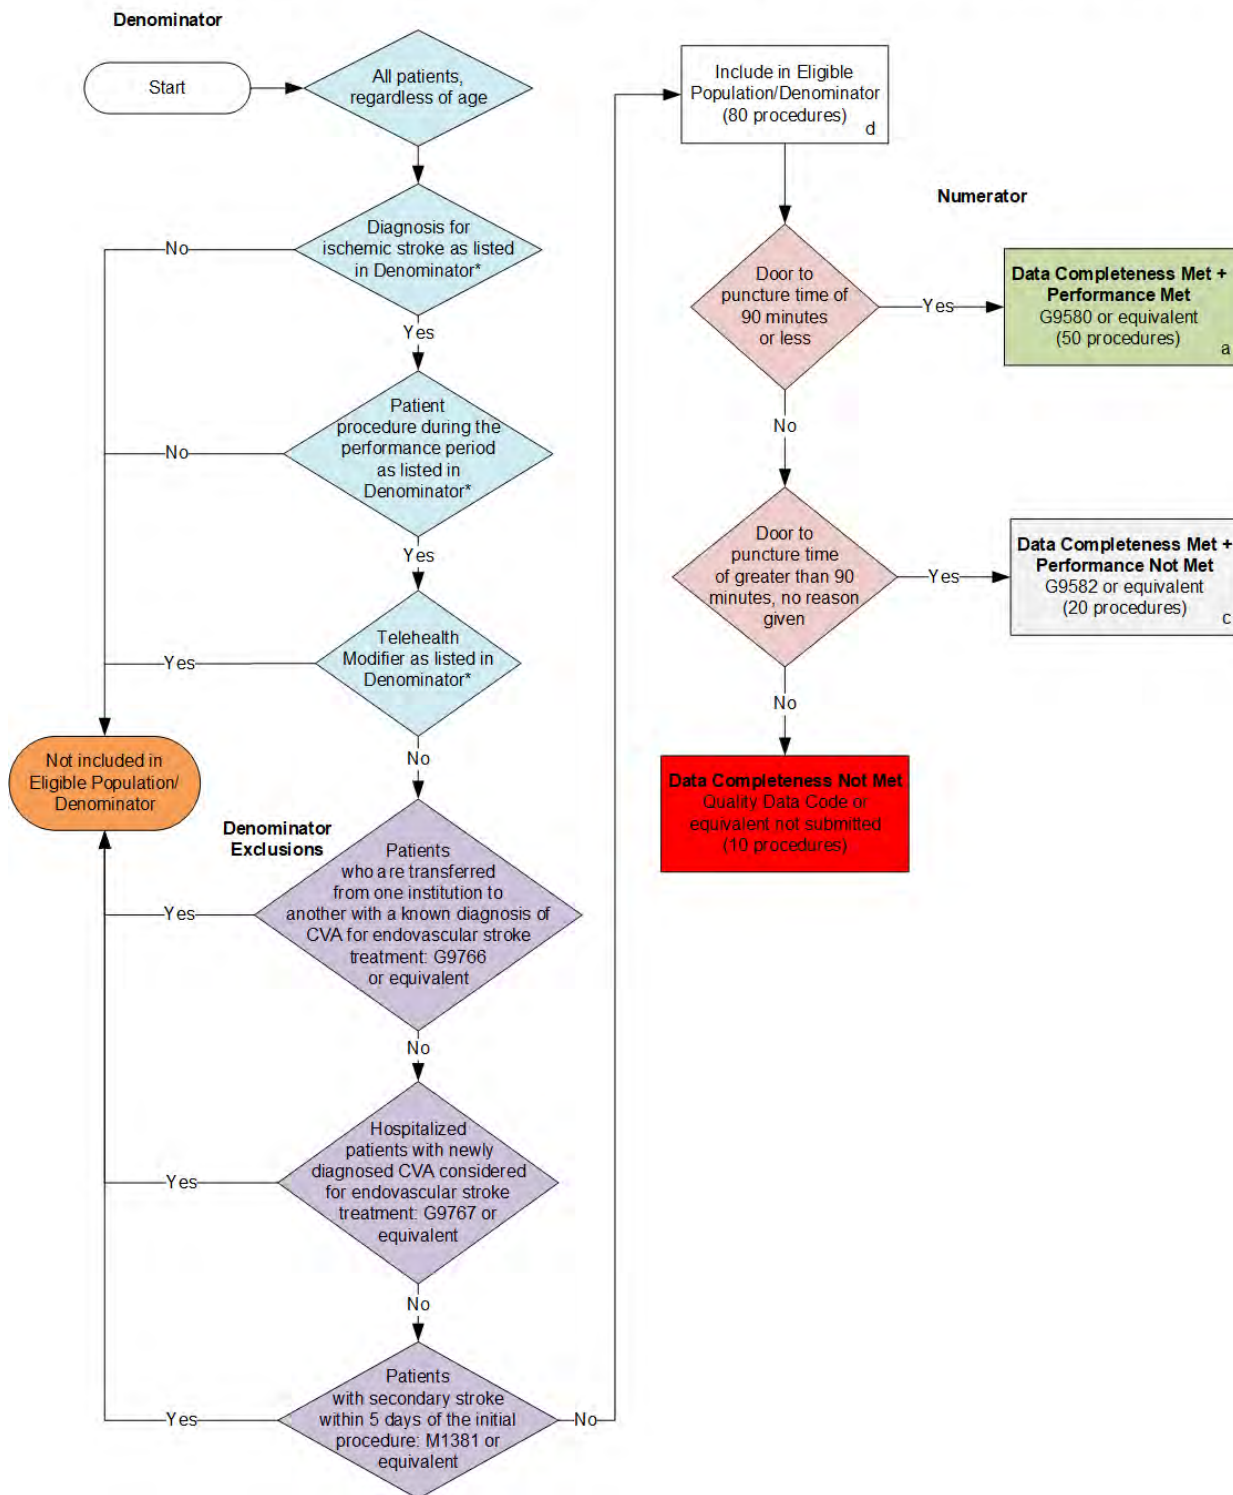 Denominator
Start
All patients,
regardless of age
Diagnosis for
ischemic stroke as listed
in Denominator*
No
Yes
Patient
procedure during the
performance period
as listed in
Denominator*
No
Yes
Telehealth
Modifier as listed in
Denominator*
Yes
No
Not included in
Eligible Population/
Denominator
Denominator
Exclusions
Patients
who are transferred
from one institution to
another with a known diagnosis of
CVA for endovascular stroke
treatment: G9766
or equivalent
Yes
No
Hospitalized
patients with newly
diagnosed CVA considered
for endovascular stroke
treatment: G9767 or
equivalent
Yes
No
Patients
with secondary stroke
within 5 days of the initial
procedure: M1381 or
equivalent
Yes
No
Include in Eligible
Population/Denominator
(80 procedures)
d
Numerator
Door to
puncture time of
90 minutes
or less
Yes
Data Completeness Met +
Performance Met
G9580 or equivalent
(50 procedures)
a
No
Door to
puncture time
of greater than 90
minutes, no reason
given
Yes
Data Completeness Met +
Performance Not Met
G9582 or equivalent
(20 procedures)
c
No
Data Completeness Not Met
Quality Data Code or
equivalent not submitted
(10 procedures)